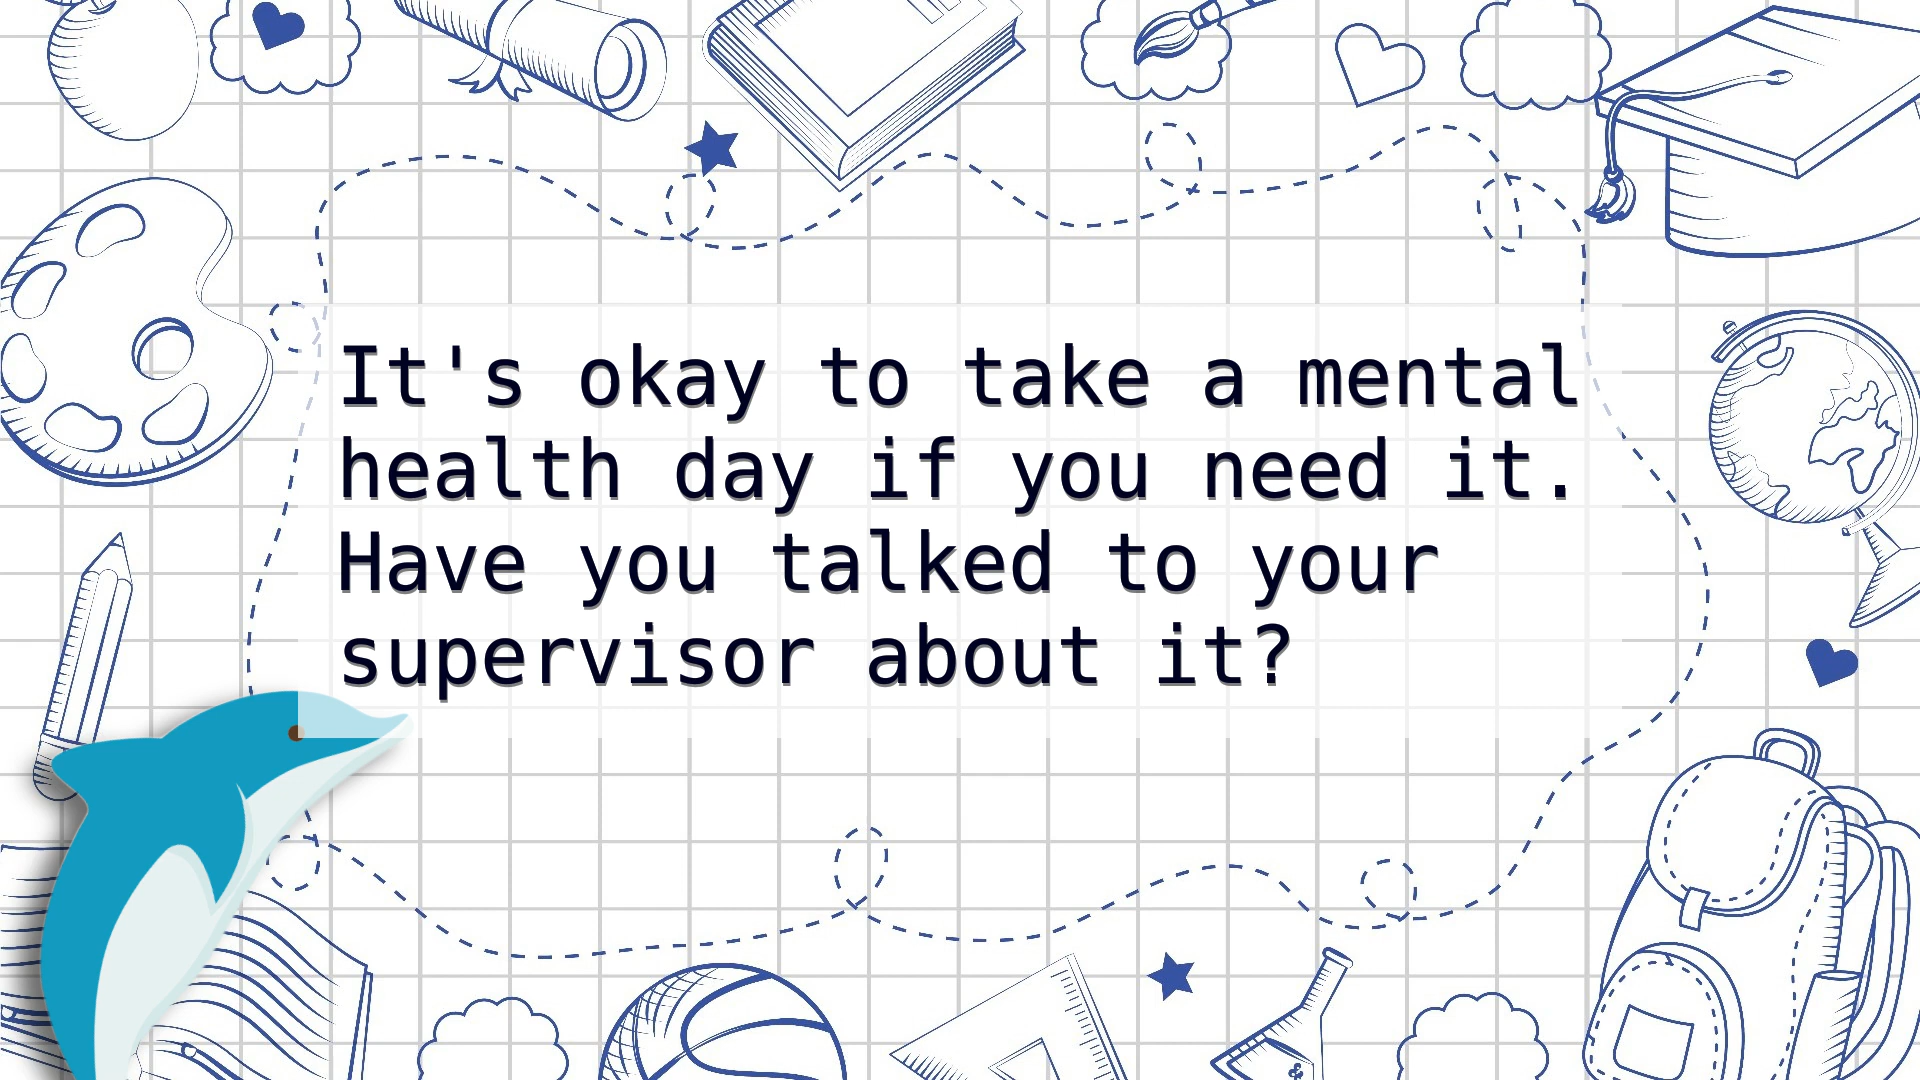 It's okay to take a mental
health day if you need it.
Have you talked to your
supervisor about it?